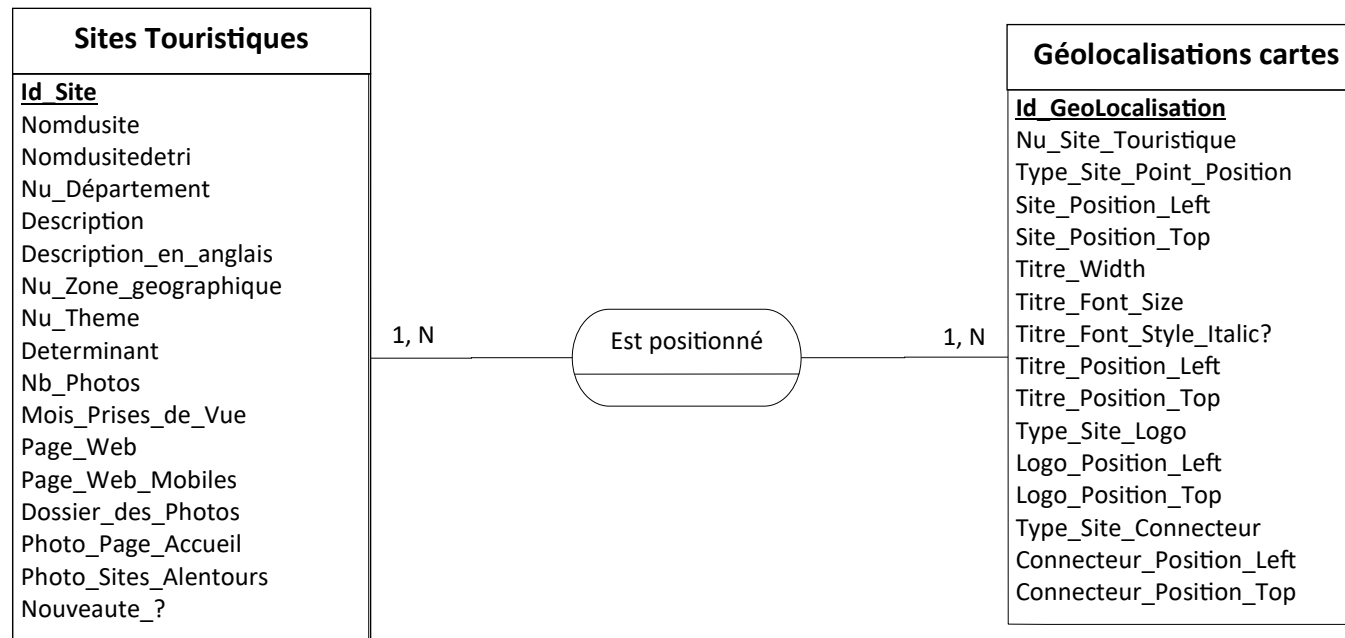 Sites Touristiques
Id_Site
Nomdusite
Nomdusitedetri
Nu_Département
Description
Description_en_anglais
Nu_Zone_geographique
Nu_Theme
Determinant
Nb_Photos
Mois_Prises_de_Vue
Page_Web
Page_Web_Mobiles
Dossier_des_Photos
Photo_Page_Accueil
Photo_Sites_Alentours
Nouveaute_?
1, N
Est positionné
1, N
Géolocalisations cartes
Id_GeoLocalisation
Nu_Site_Touristique
Type_Site_Point_Position
Site_Position_Left
Site_Position_Top
Titre_Width
Titre_Font_Size
Titre_Font_Style_Italic?
Titre_Position_Left
Titre_Position_Top
Type_Site_Logo
Logo_Position_Left
Logo_Position_Top
Type_Site_Connecteur
Connecteur_Position_Left
Connecteur_Position_Top